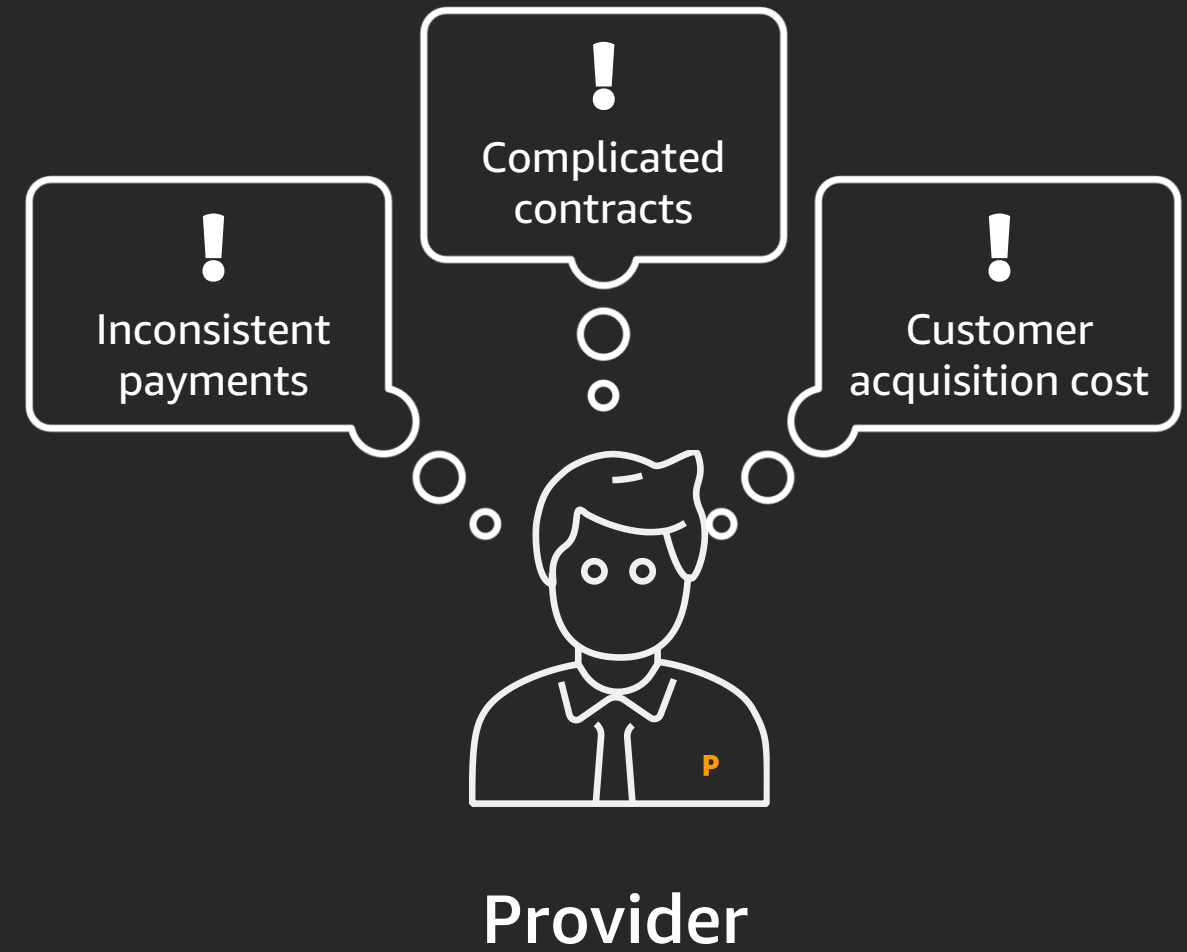 !
Complicated
contracts
!
Inconsistent
payments
!
Customer
acquisition cost
P
Provider